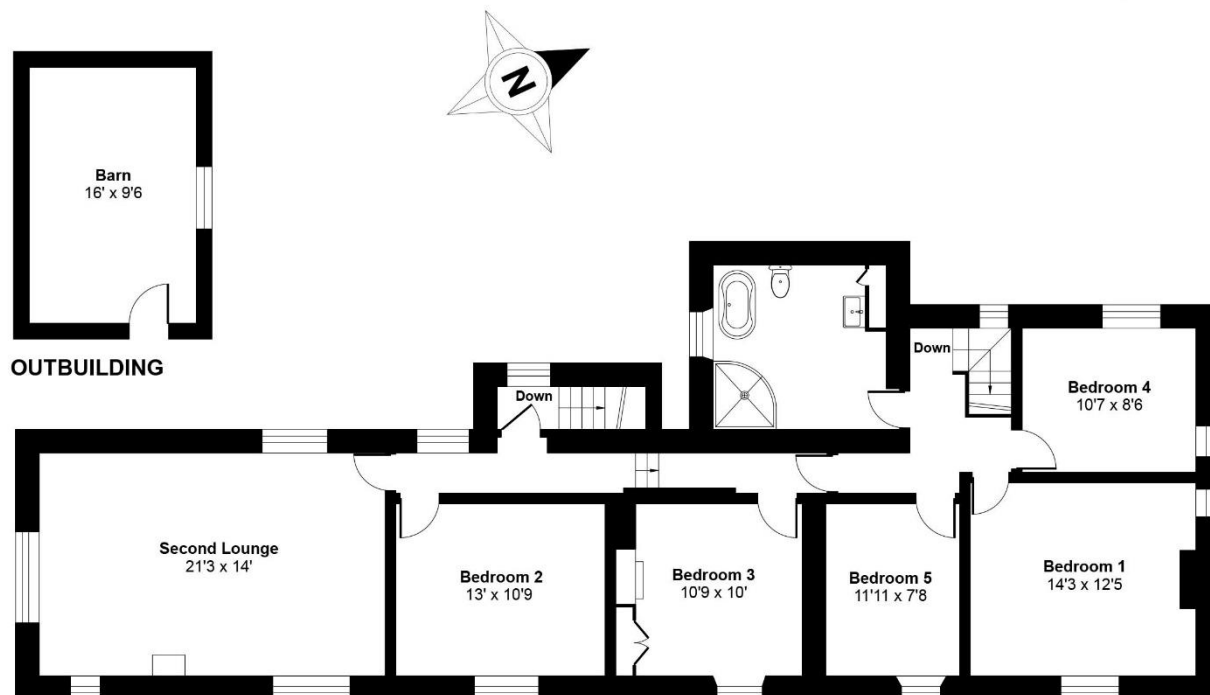 N
Barn
16' x 9'6
OUTBUILDING
Down
Down
Bedroom 4
10'7 x 8'6
Second Lounge
21'3 x 14'
Bedroom 2
13' x 10'9
Bedroom 3
10'9 x 10'
Bedroom 5
11'11 x 7'8
Bedroom 1
14'3 x 12'5